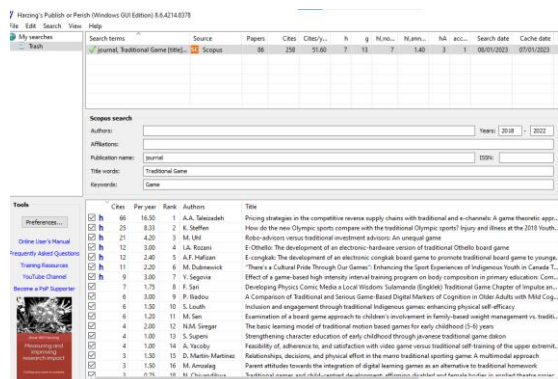 Harzing's Publish or Perish (Windows GUI Edition) 8.6.4214.8378
File Edit Search View Help
My searches
Trash
Search terms Source Papers Cites Cites/y... h g hI,no... hI,ann... hA acc... Search date Cache date
journal, Traditional Game [title]... Scopus 86 258 51.60 7 13 7 1.40 3 1 08/01/2023 07/01/2023
Scopus search
Authors: Years: 2018 - 2022
Affiliations:
Publication name: journal ISSN:
Title words: Traditional Game
Keywords: Game
Tools
Preferences...
Online User's Manual
Frequently Asked Questions
Training Resources
YouTube Channel
Become a PoP Supporter
Measuring and
improving
research impact
Cites Per year Rank Authors Title
h 66 16.50 1 A.A. Taleizadeh Pricing strategies in the competitive reverse supply chains with traditional and e-channels: A game theoretic appr...
h 25 8.33 2 K. Steffen How do the new Olympic sports compare with the traditional Olympic sports? Injury and illness at the 2018 Youth...
h 21 4.20 3 M. Uhl Robo-advisors versus traditional investment advisors: An unequal game
h 12 3.00 4 I.A. Rozani E-Othello: The development of an electronic-hardware version of traditional Othello board game
h 12 2.40 5 A.F. Hafizan E-congkak: The development of an electronic congkak board game to promote traditional board game to younge...
h 11 2.20 6 M. Dubnewick "There's a Cultural Pride Through Our Games": Enhancing the Sport Experiences of Indigenous Youth in Canada T...
h 9 3.00 7 Y. Segovia Effect of a game-based high intensity interval training program on body composition in primary education: Com...
7 1.75 8 F. Sari Developing Physics Comic Media a Local Wisdom: Sulamanda (Engklek) Traditional Game Chapter of Impulse an...
6 3.00 9 P. Iliadou A Comparison of Traditional and Serious Game-Based Digital Markers of Cognition in Older Adults with Mild Cog...
6 1.50 10 S. Louth Inclusion and engagement through traditional Indigenous games: enhancing physical self-efficacy
6 1.20 11 M. Sen Examination of a board game approach to children's involvement in family-based weight management vs. traditi...
4 2.00 12 N.M. Siregar The basic learning model of traditional motion based games for early childhood (5-6) years
4 1.00 13 S. Supeni Strengthening character education of early childhood through javanese traditional game dakon
4 1.00 14 A. Yacoby Feasibility of, adherence to, and satisfaction with video game versus traditional self-training of the upper extremit...
3 1.50 15 D. Martín-Martínez Relationships, decisions, and physical effort in the marro traditional sporting game: A multimodal approach
3 1.50 16 M. Amzalag Parent attitudes towards the integration of digital learning games as an alternative to traditional homework